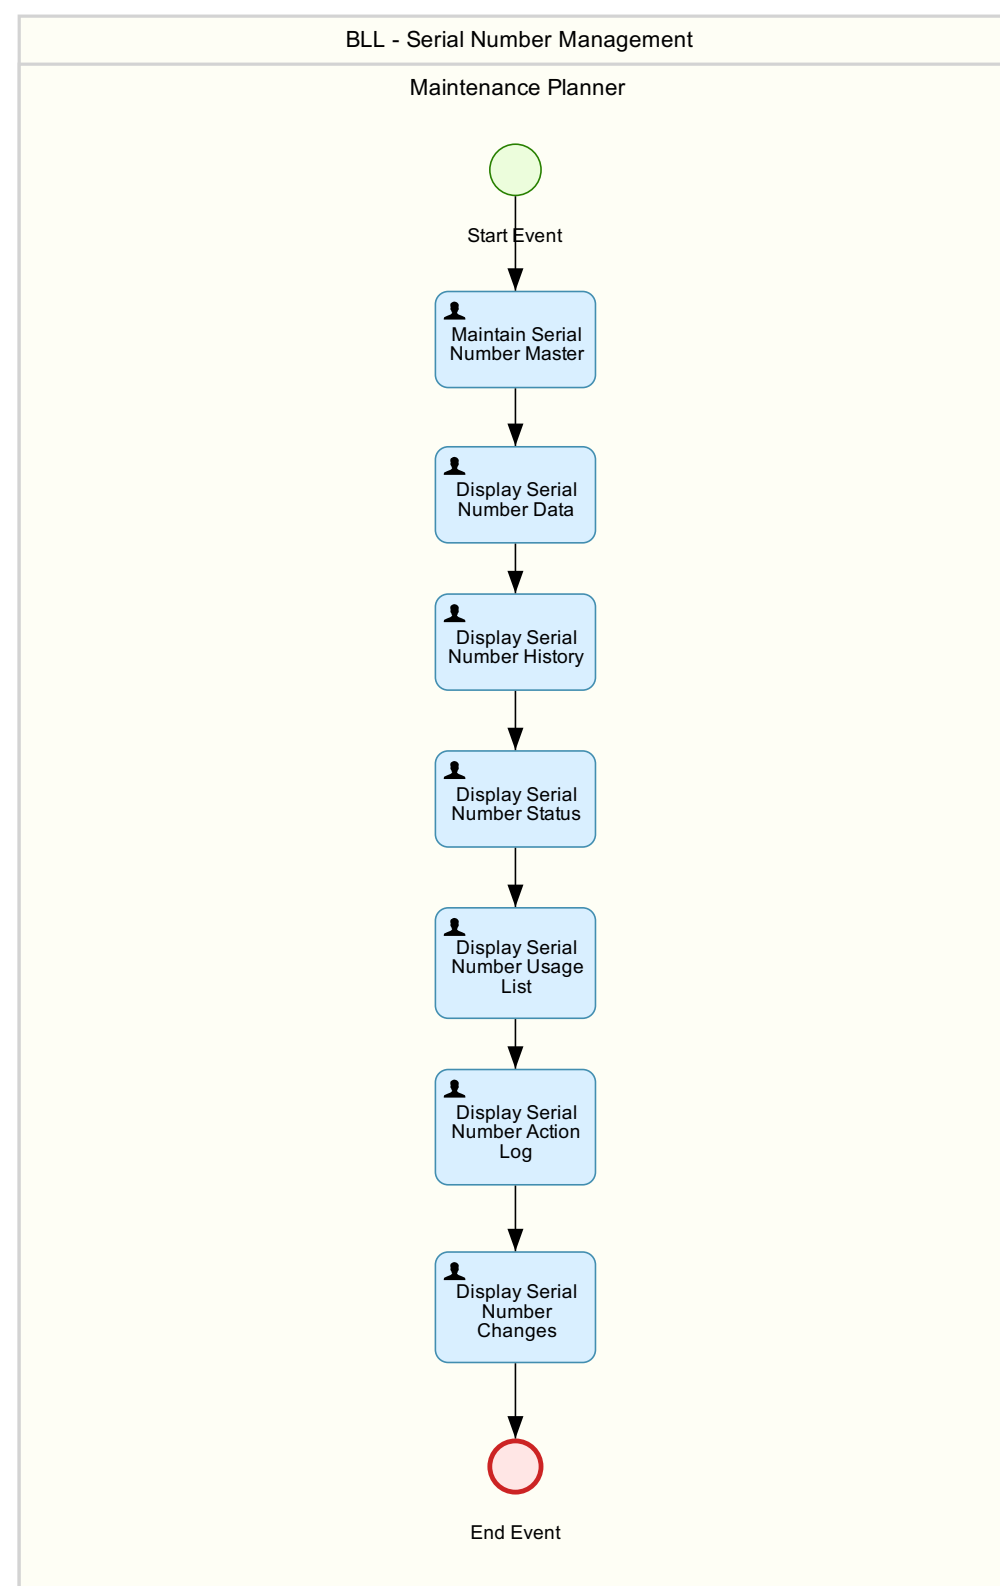 BLL - Serial Number Management
Maintenance Planner
Start Event
Maintain Serial
Number Master
Display Serial
Number Data
Display Serial
Number History
Display Serial
Number Status
Display Serial
Number Usage
List
Display Serial
Number Action
Log
Display Serial
Number
Changes
End Event